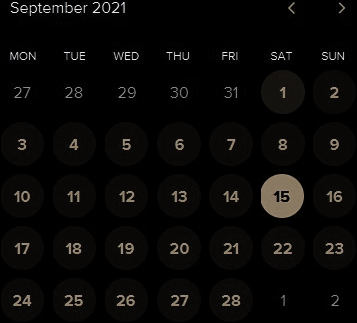 September 2021
MON TUE WED THU FRI SAT SUN
27 28 29 30 31 1 2
3 4 5 6 7 8 9
10 11 12 13 14 15 16
17 18 19 20 21 22 23
24 25 26 27 28 1 2